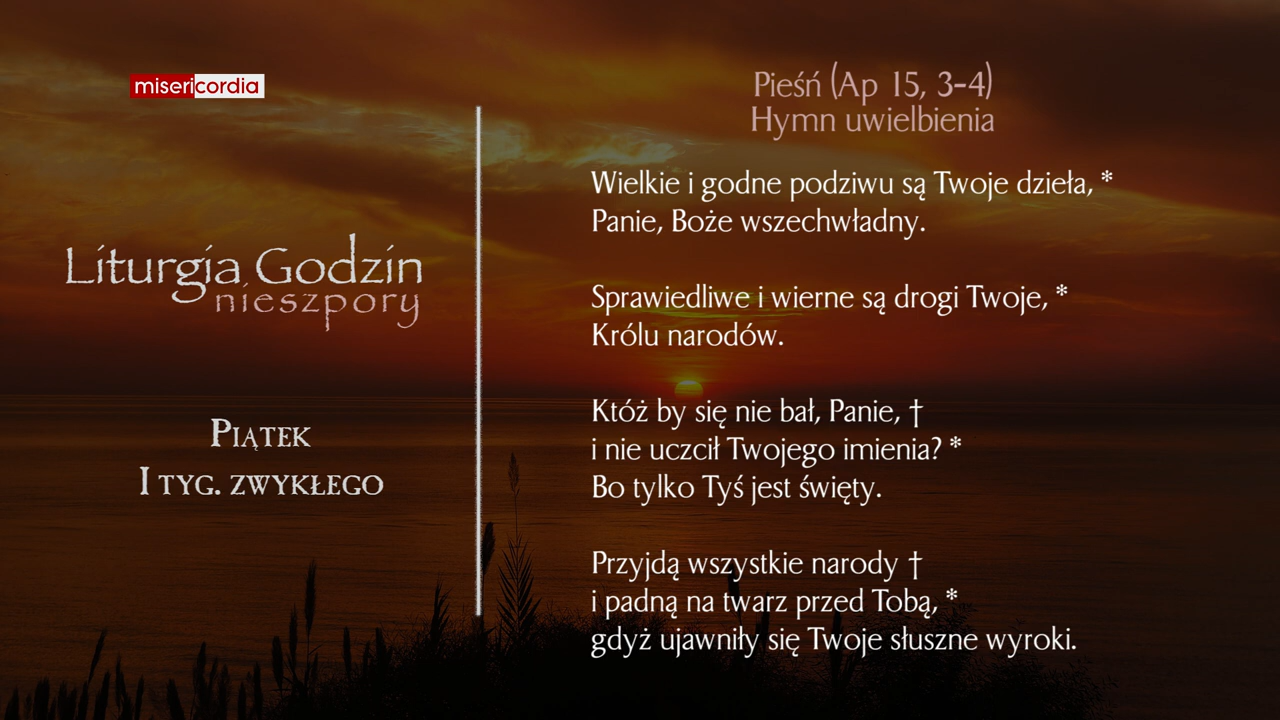 misericordia
Liturgia Godzin
nieszpory
Piątek
I tyg. zwykłego
Pieśń (Ap 15, 3-4)
Hymn uwielbienia
Wielkie i godne podziwu są Twoje dzieła, *
Panie, Boże wszechwładny.
Sprawiedliwe i wierne są drogi Twoje, *
Królu narodów.
Któż by się nie bał, Panie, †
i nie uczcił Twojego imienia? *
Bo tylko Tyś jest święty.
Przyjdą wszystkie narody †
i padną na twarz przed Tobą, *
gdyż ujawniły się Twoje słuszne wyroki.